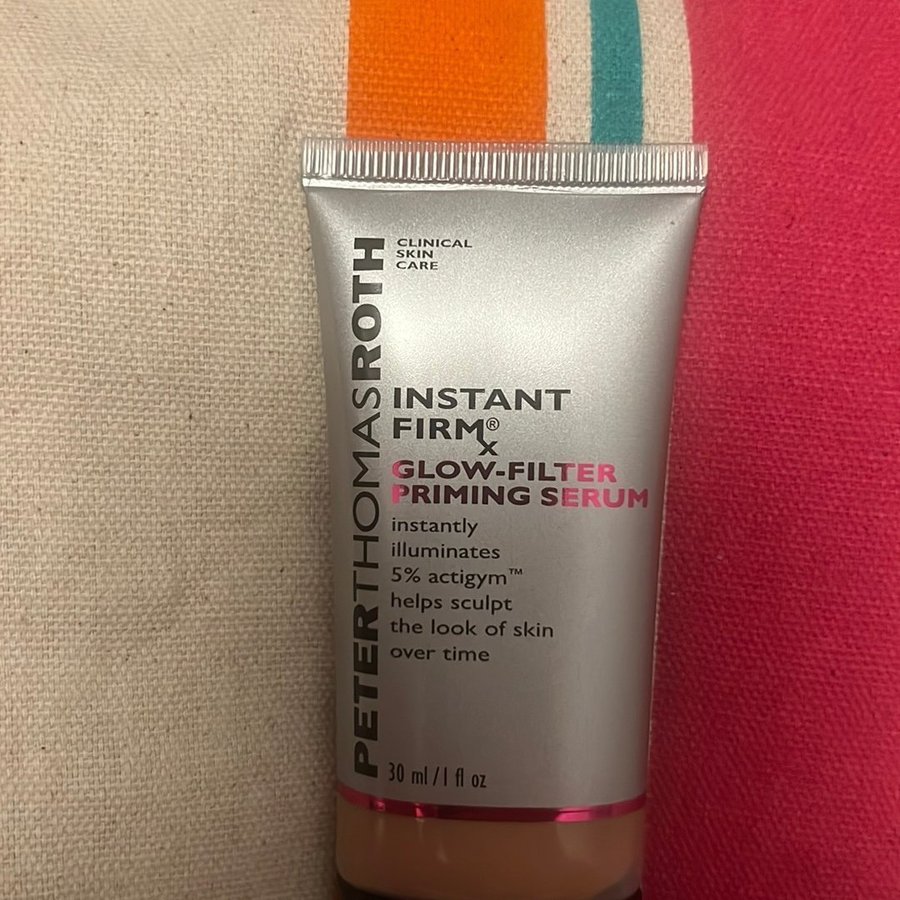 PETERTHOMASROTH
CLINICAL
SKIN
CARE
INSTANT
FIRMx®
GLOW-FILTER
PRIMING SERUM
instantly
illuminates
5% actigym™
helps sculpt
the look of skin
over time
30 ml/1 fl oz